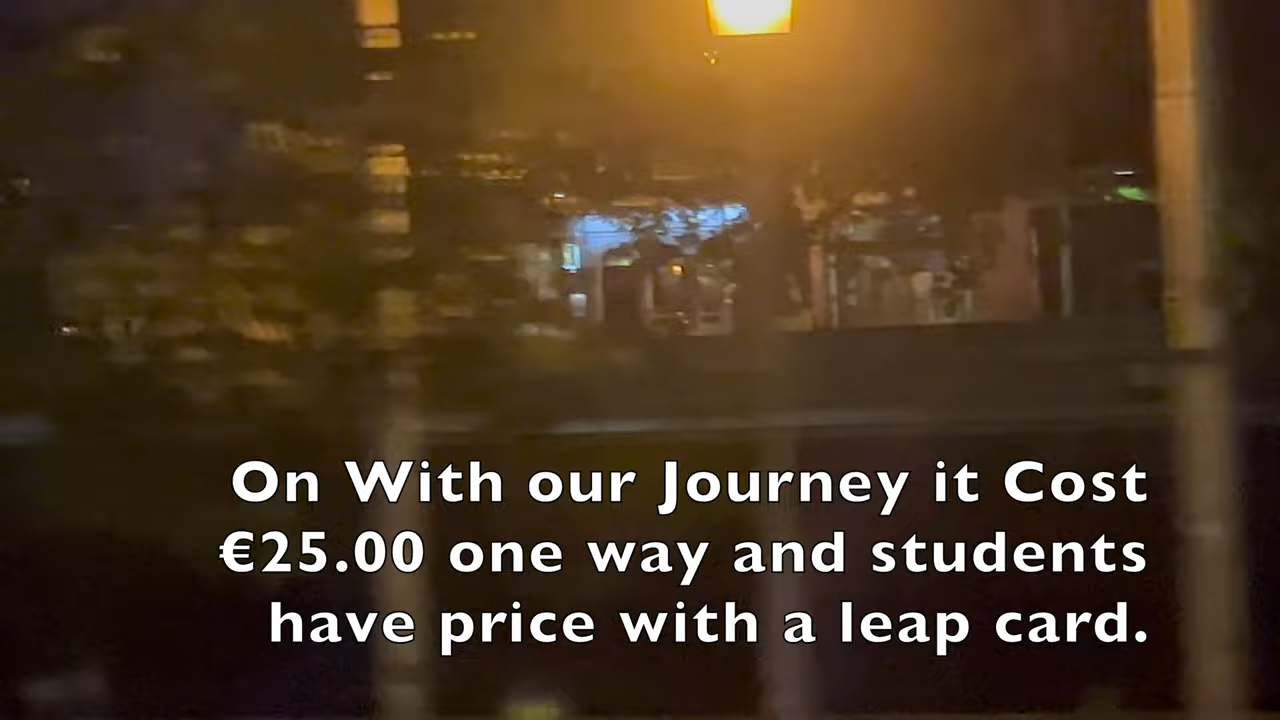 On With our Journey it Cost
€25.00 one way and students
have price with a leap card.